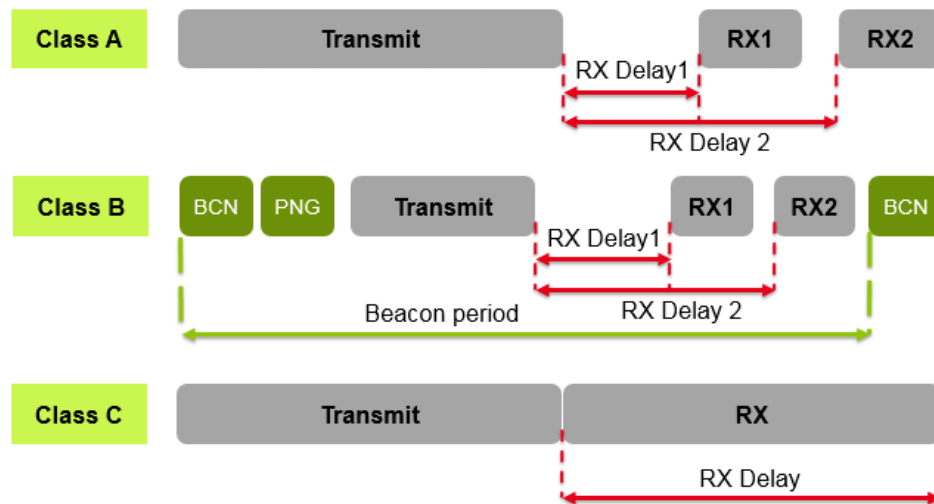 Class A Transmit RX1 RX2
RX Delay1
RX Delay 2
Class B BCN PNG Transmit RX1 RX2 BCN
RX Delay1
RX Delay 2
Beacon period
Class C Transmit RX
RX Delay